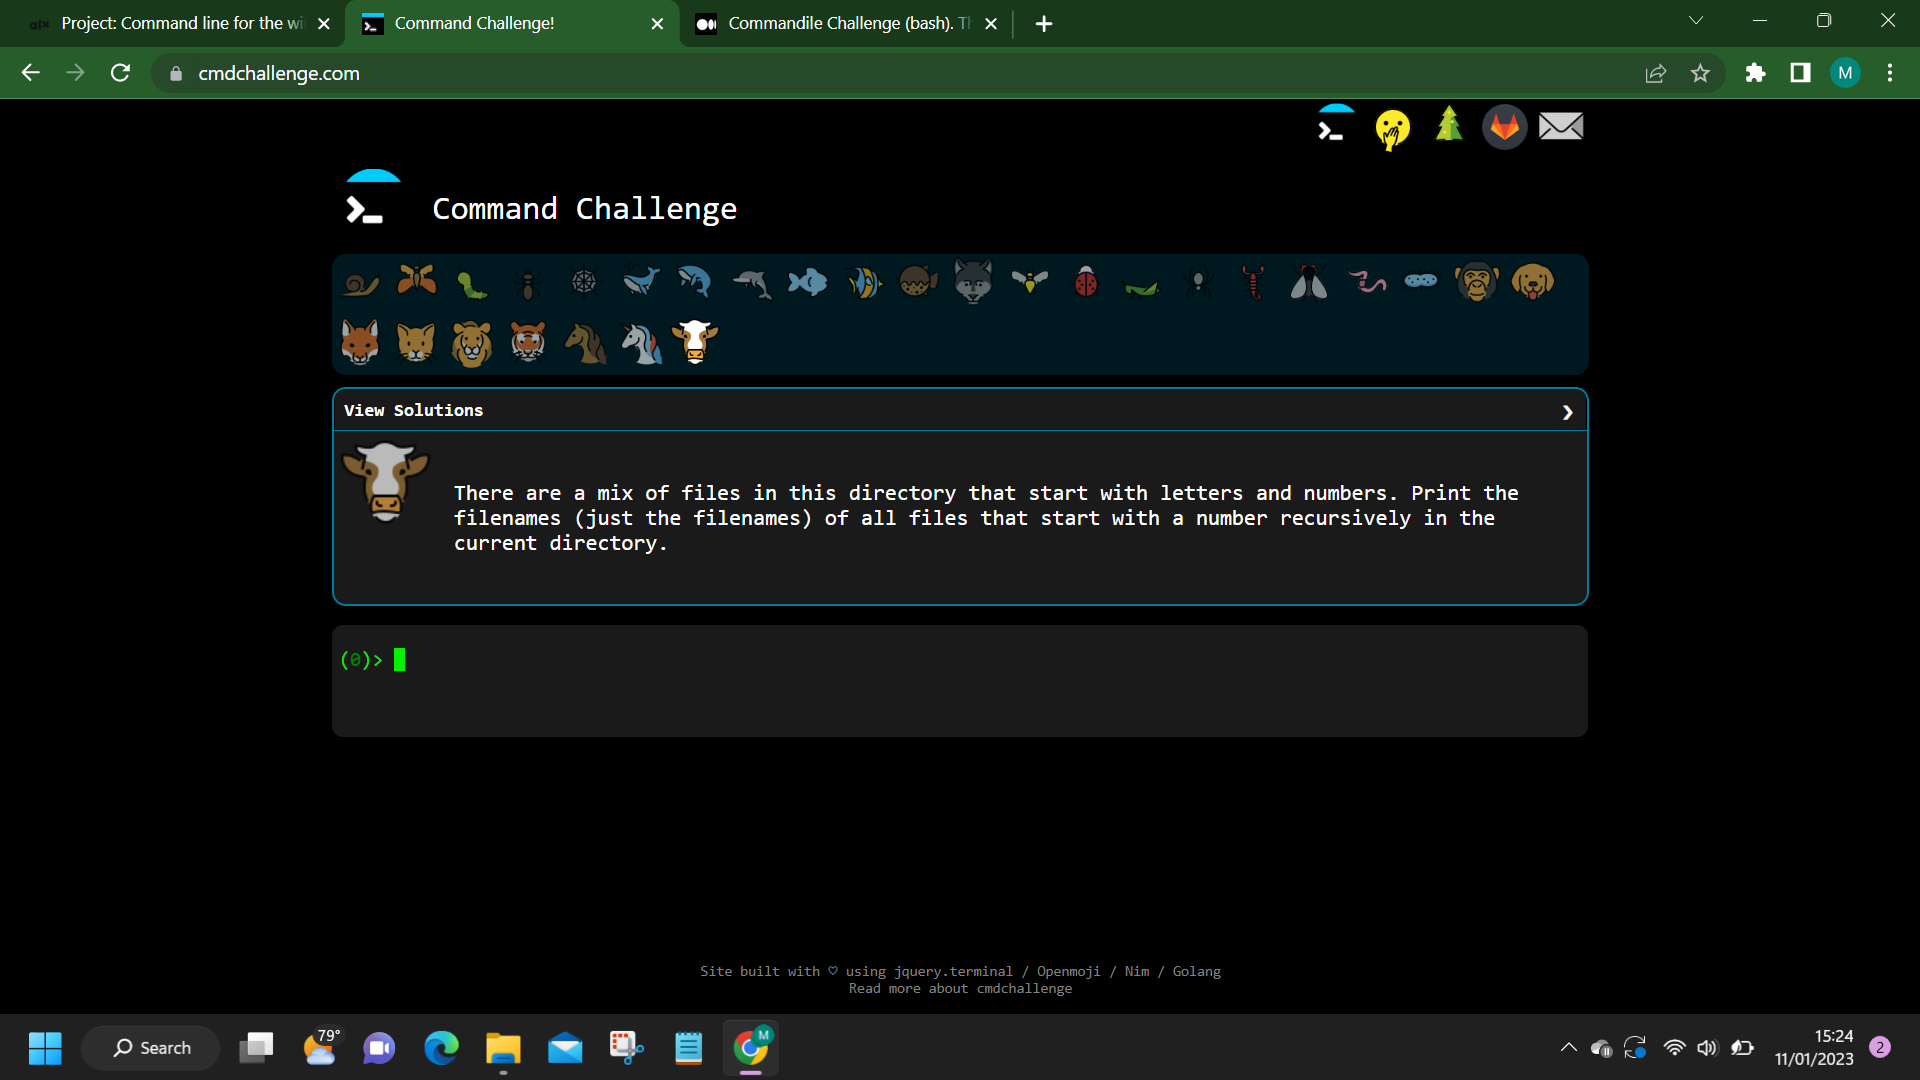 alx Project: Command line for the wi
Command Challenge!
Commandile Challenge (bash). Th
cmdchallenge.com
M
Command Challenge
View Solutions
There are a mix of files in this directory that start with letters and numbers. Print the
filenames (just the filenames) of all files that start with a number recursively in the
current directory.
(0)>
Site built with ♡ using jquery.terminal / Openmoji / Nim / Golang
Read more about cmdchallenge
79°
Search
M
15:24
11/01/2023
2